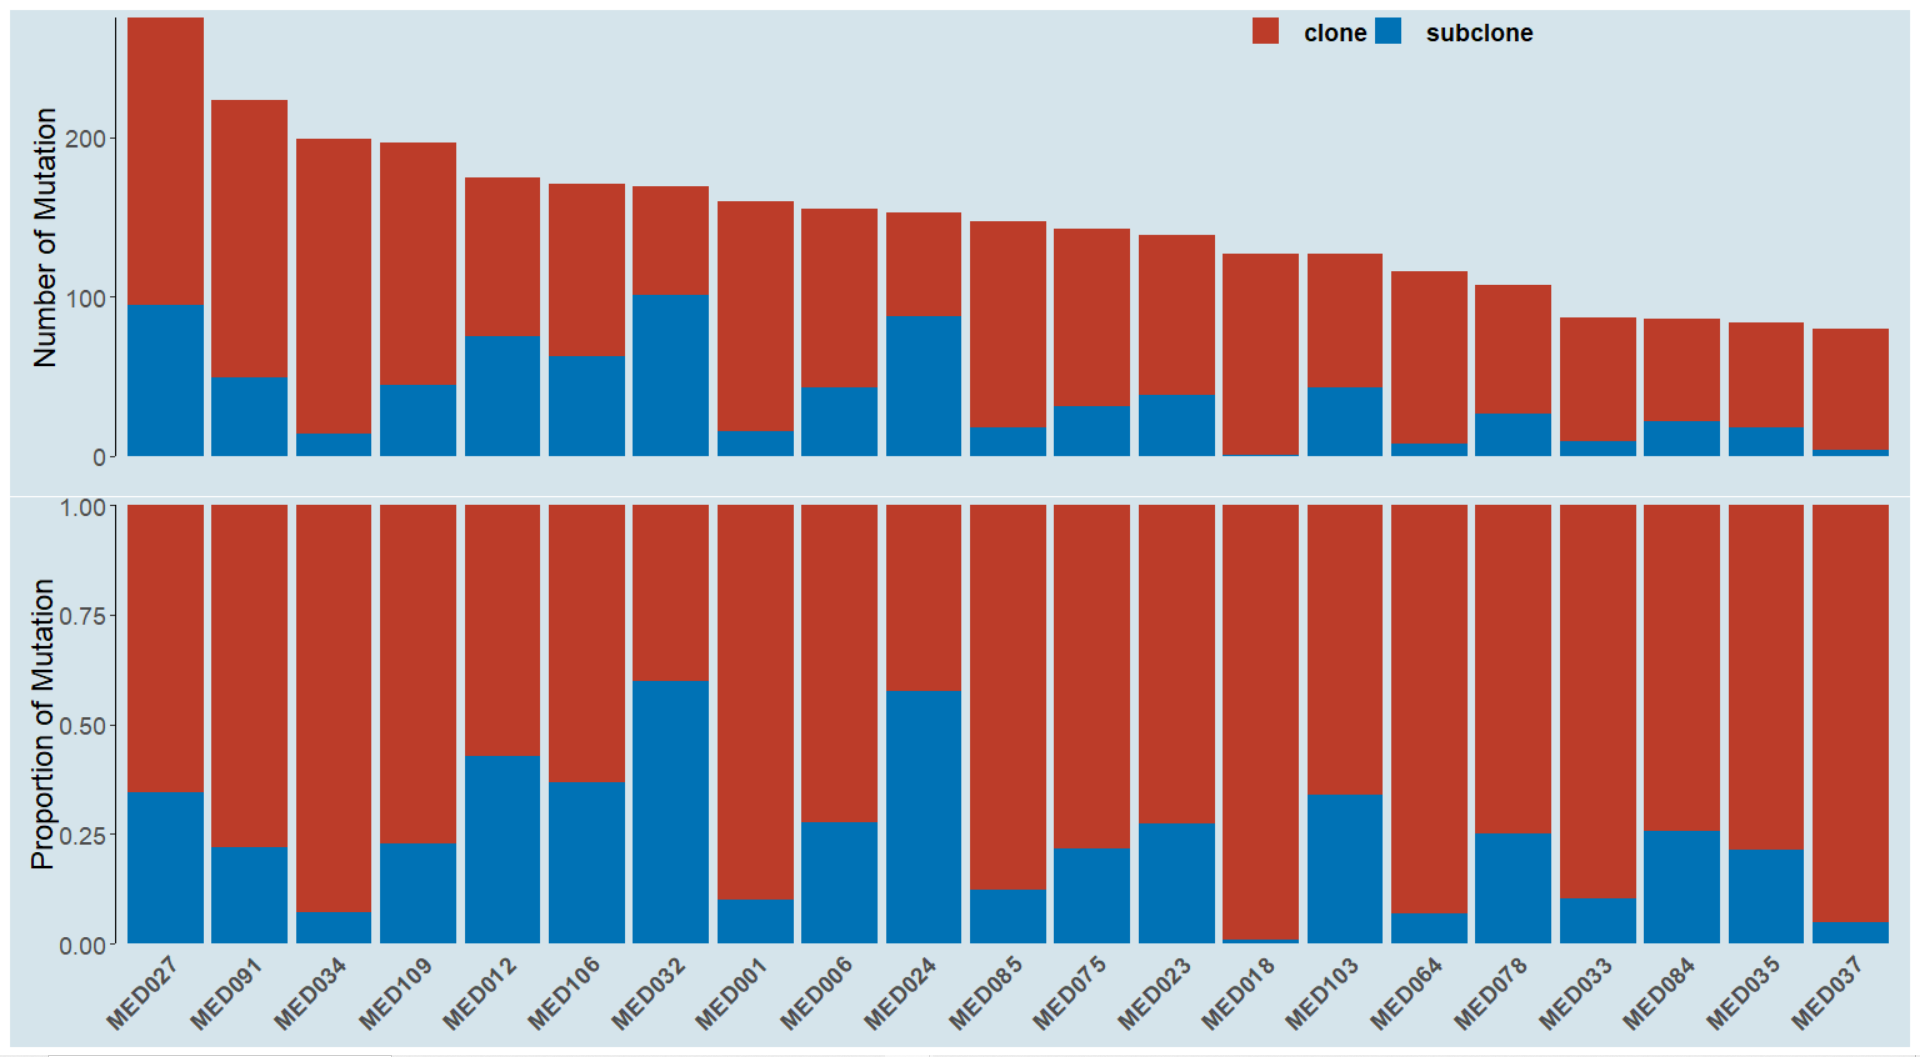 clone subclone
Number of Mutation
200
100
0
Proportion of Mutation
1.00
0.75
0.50
0.25
0.00
MED027 MED091 MED034 MED109 MED012 MED106 MED032 MED001 MED006 MED024 MED085 MED075 MED023 MED018 MED103 MED064 MED078 MED033 MED084 MED035 MED037